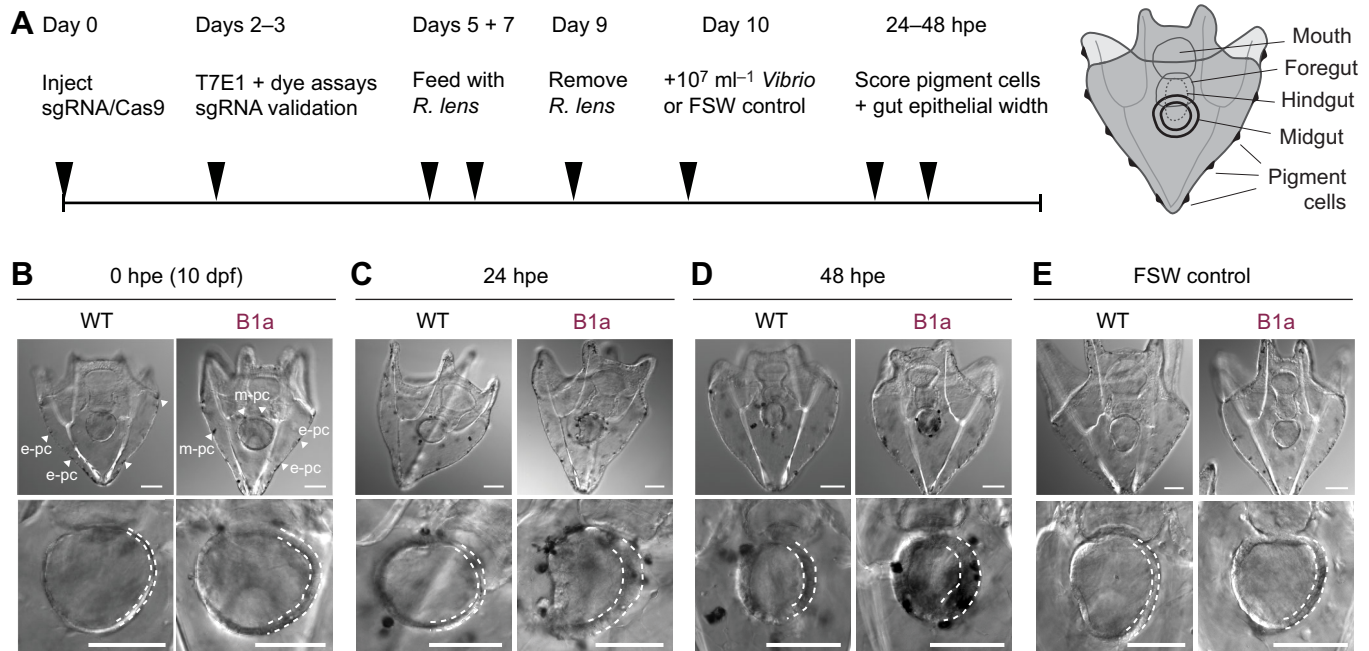 A
Day 0
Days 2–3
Days 5 + 7
Day 9
Day 10
24–48 hpe
Inject
sgRNA/Cas9
T7E1 + dye assays
sgRNA validation
Feed with
R. lens
Remove
R. lens
+10⁷ ml⁻¹ Vibrio
or FSW control
Score pigment cells
+ gut epithelial width
Mouth
Foregut
Hindgut
Midgut
Pigment
cells
B
0 hpe (10 dpf)
WT
B1a
e-pc
e-pc
m-pc
m-pc
e-pc
e-pc
C
24 hpe
WT
B1a
D
48 hpe
WT
B1a
E
FSW control
WT
B1a